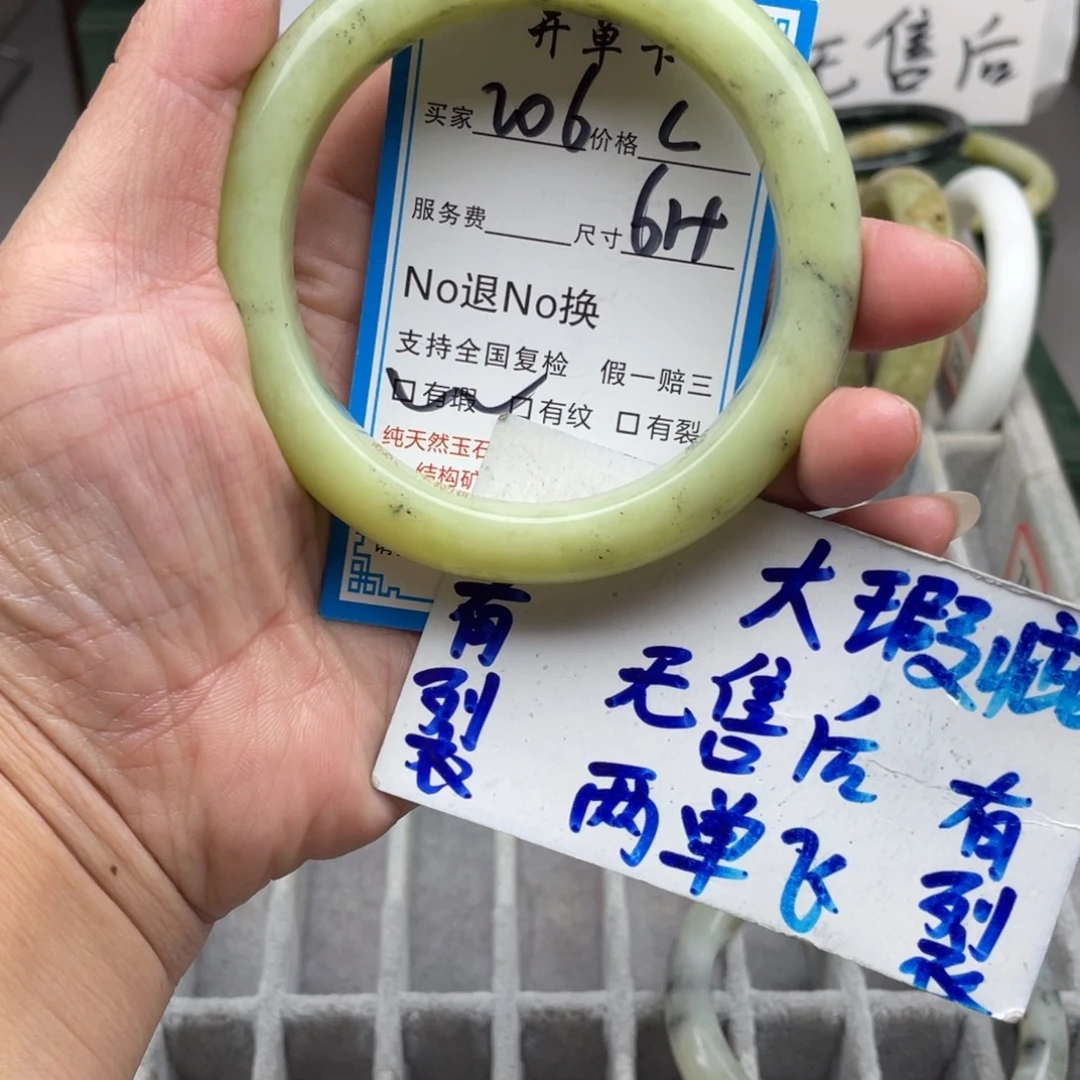 开单下
无售后
买家 206 价格 L
服务费 尺寸 6H
No退No换
支持全国复检 假一赔三
□有瑕 □有纹 □有裂
纯天然玉石
结构矿
有裂
大瑕疵
无售后
两单飞
有裂